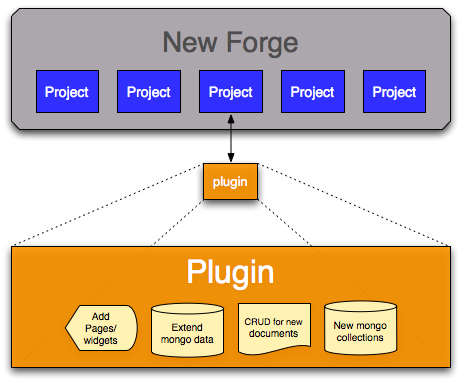 New Forge
Project Project Project Project Project
plugin
Plugin
Add
Pages/
widgets
Extend
mongo data
CRUD for new
documents
New mongo
collections